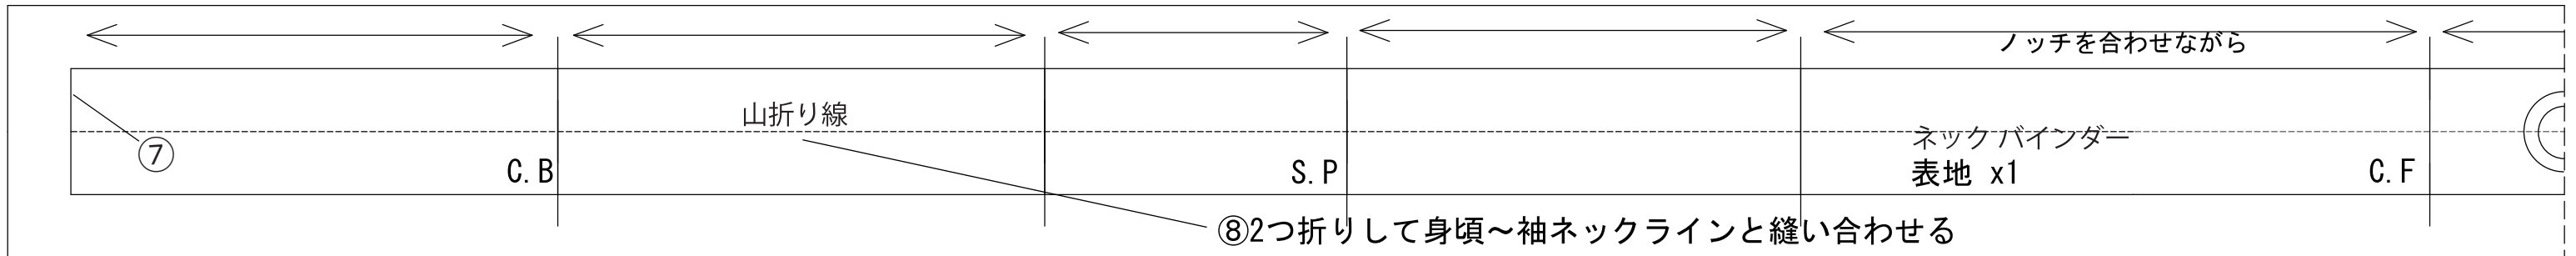 ノッチを合わせながら
山折り線
⑦
ネック バインダー
C.B
S.P
表地 x1
C.F
⑧2つ折りして身頃～袖ネックラインと縫い合わせる